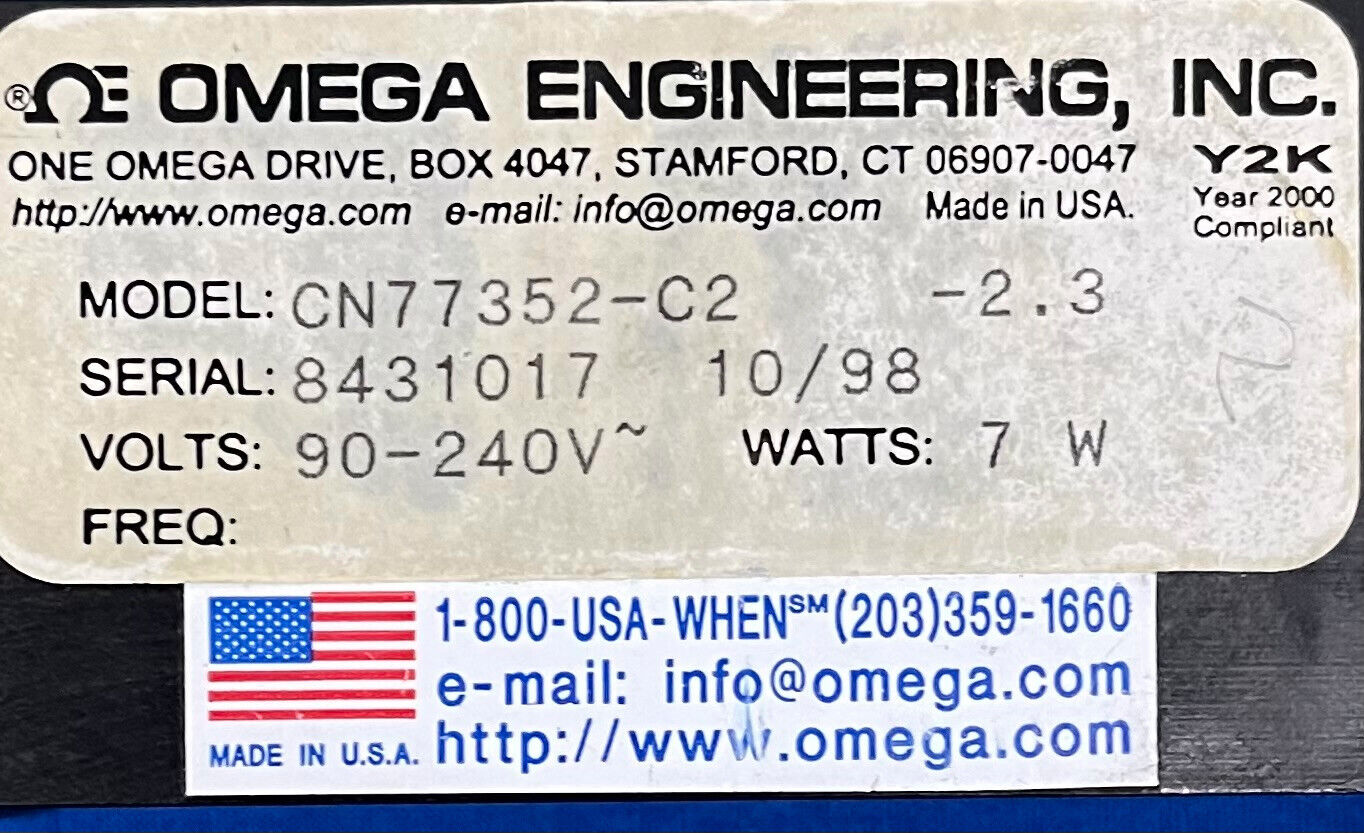 ®ΩE OMEGA ENGINEERING, INC.
ONE OMEGA DRIVE, BOX 4047, STAMFORD, CT 06907-0047
http://www.omega.com e-mail: info@omega.com Made in USA.
Y2K
Year 2000
Compliant
MODEL: CN77352-C2 -2.3
SERIAL: 8431017 10/98
VOLTS: 90-240V~ WATTS: 7 W
FREQ:
1-800-USA-WHEN℠(203)359-1660
e-mail: info@omega.com
MADE IN U.S.A. http://www.omega.com